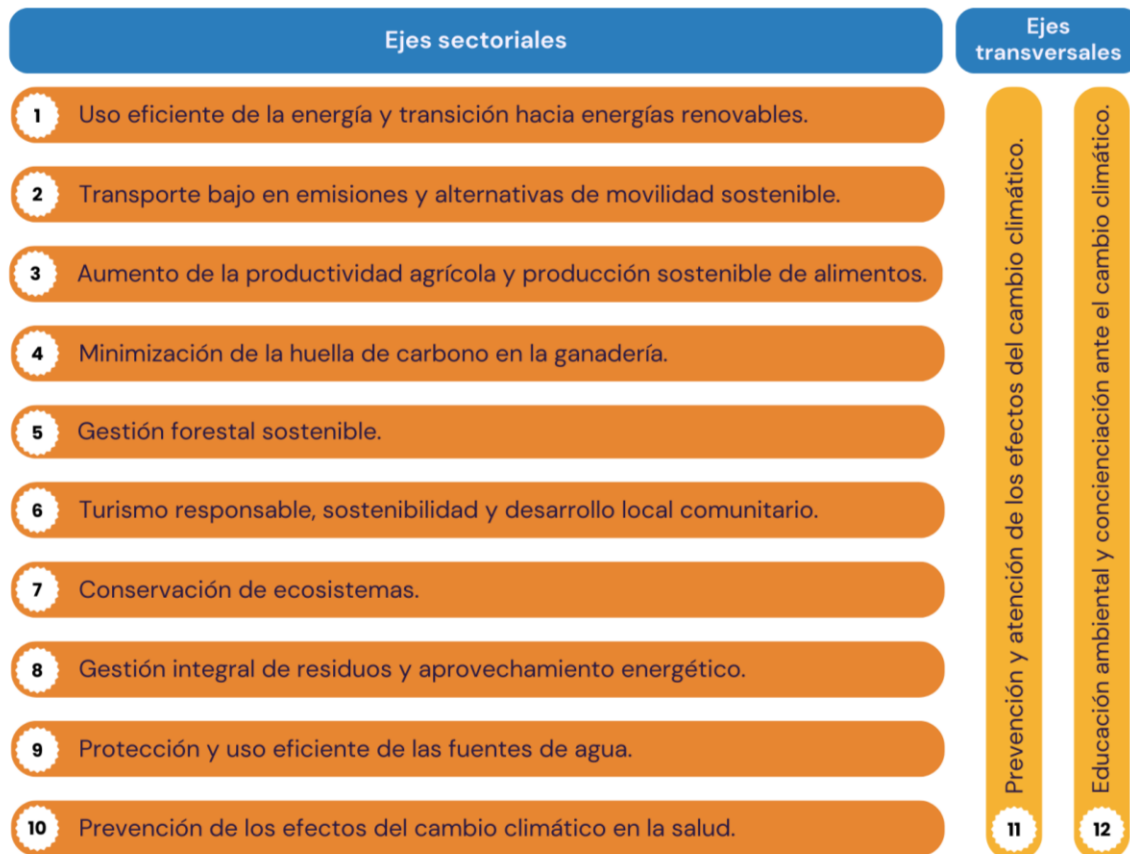 Ejes sectoriales
1 Uso eficiente de la energía y transición hacia energías renovables.
2 Transporte bajo en emisiones y alternativas de movilidad sostenible.
3 Aumento de la productividad agrícola y producción sostenible de alimentos.
4 Minimización de la huella de carbono en la ganadería.
5 Gestión forestal sostenible.
6 Turismo responsable, sostenibilidad y desarrollo local comunitario.
7 Conservación de ecosistemas.
8 Gestión integral de residuos y aprovechamiento energético.
9 Protección y uso eficiente de las fuentes de agua.
10 Prevención de los efectos del cambio climático en la salud.
Ejes
transversales
11 Prevención y atención de los efectos del cambio climático.
12 Educación ambiental y concienciación ante el cambio climático.